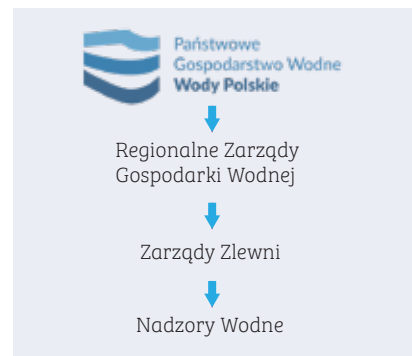 Państwowe
Gospodarstwo Wodne
Wody Polskie
Regionalne Zarządy
Gospodarki Wodnej
Zarządy Zlewni
Nadzory Wodne